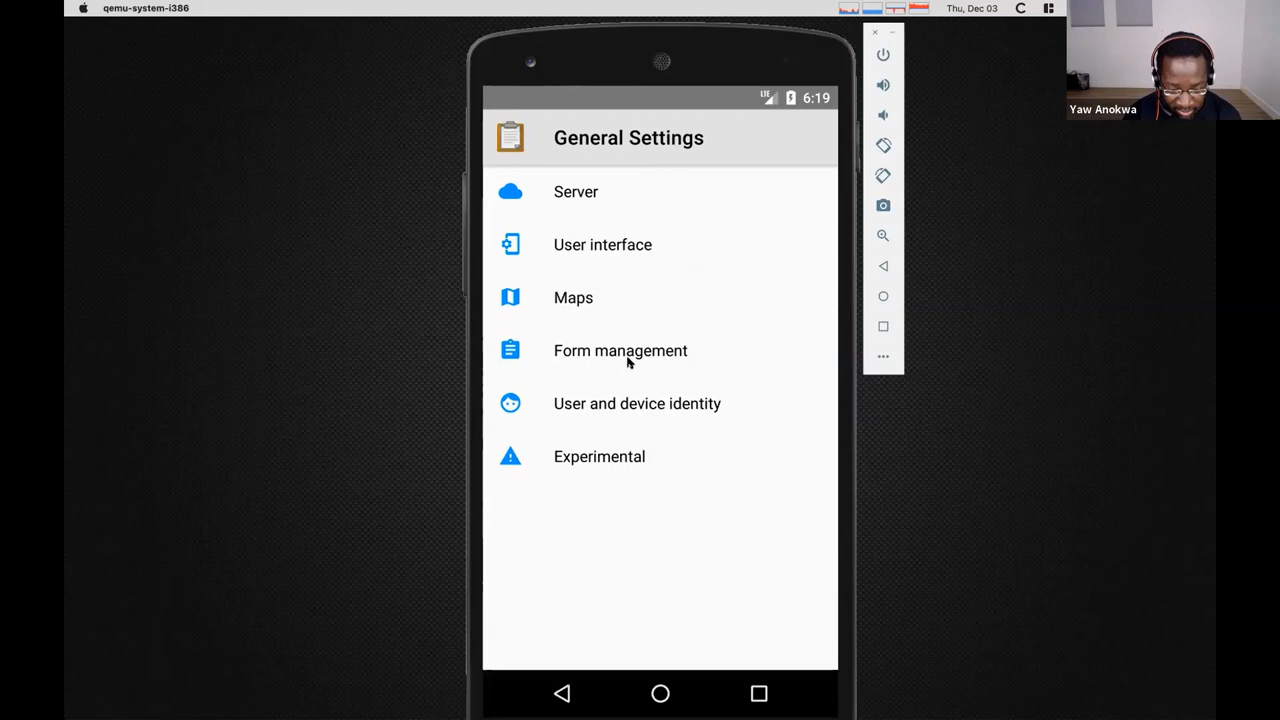 qemu-system-i386
Thu, Dec 03
Yaw Anokwa
LTE 6:19
General Settings
Server
User interface
Maps
Form management
User and device identity
Experimental